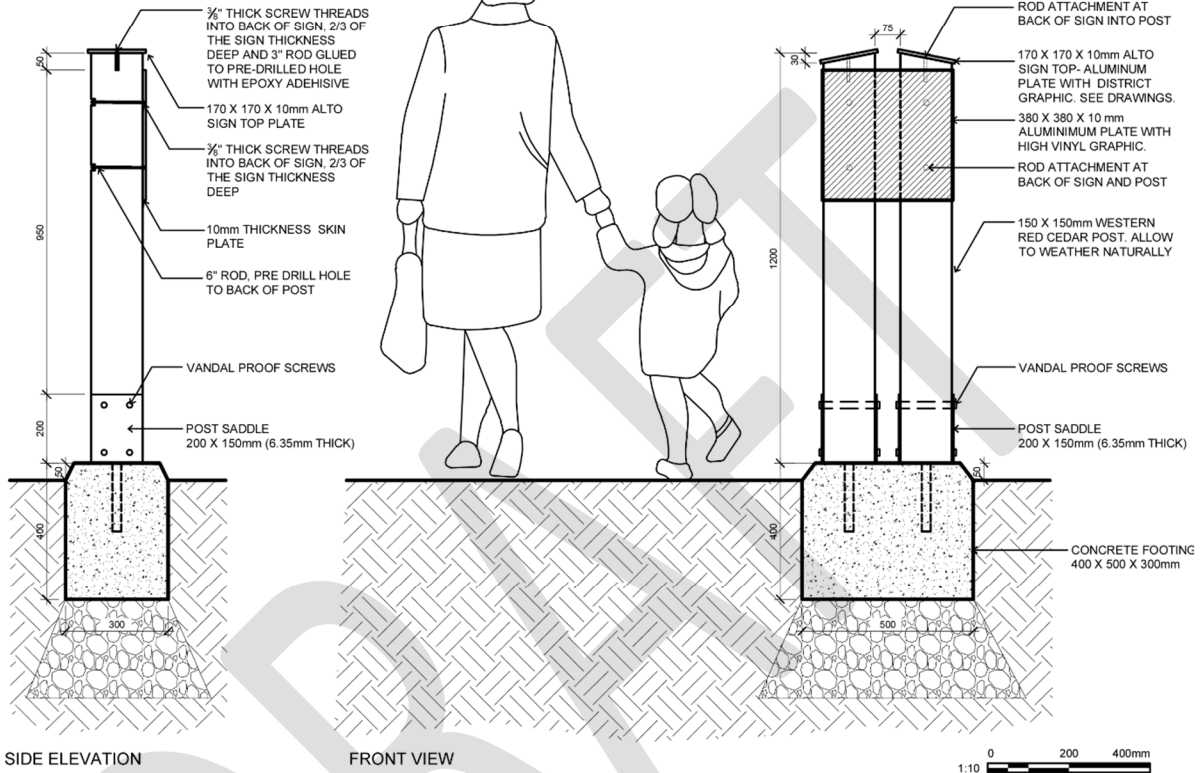 ⅜" THICK SCREW THREADS
INTO BACK OF SIGN, 2/3 OF
THE SIGN THICKNESS
DEEP AND 3" ROD GLUED
TO PRE-DRILLED HOLE
WITH EPOXY ADEHISIVE
170 X 170 X 10mm ALTO
SIGN TOP PLATE
⅜" THICK SCREW THREADS
INTO BACK OF SIGN, 2/3 OF
THE SIGN THICKNESS
DEEP
10mm THICKNESS SKIN
PLATE
6" ROD, PRE DRILL HOLE
TO BACK OF POST
VANDAL PROOF SCREWS
POST SADDLE
200 X 150mm (6.35mm THICK)
50
950
200
50
400
300
SIDE ELEVATION
ROD ATTACHMENT AT
BACK OF SIGN INTO POST
170 X 170 X 10mm ALTO
SIGN TOP- ALUMINUM
PLATE WITH DISTRICT
GRAPHIC. SEE DRAWINGS.
380 X 380 X 10 mm
ALUMINIMUM PLATE WITH
HIGH VINYL GRAPHIC.
ROD ATTACHMENT AT
BACK OF SIGN AND POST
150 X 150mm WESTERN
RED CEDAR POST. ALLOW
TO WEATHER NATURALLY
VANDAL PROOF SCREWS
POST SADDLE
200 X 150mm (6.35mm THICK)
CONCRETE FOOTING
400 X 500 X 300mm
75
30
1200
50
400
500
FRONT VIEW
0 200 400mm
1:10
DRAFT